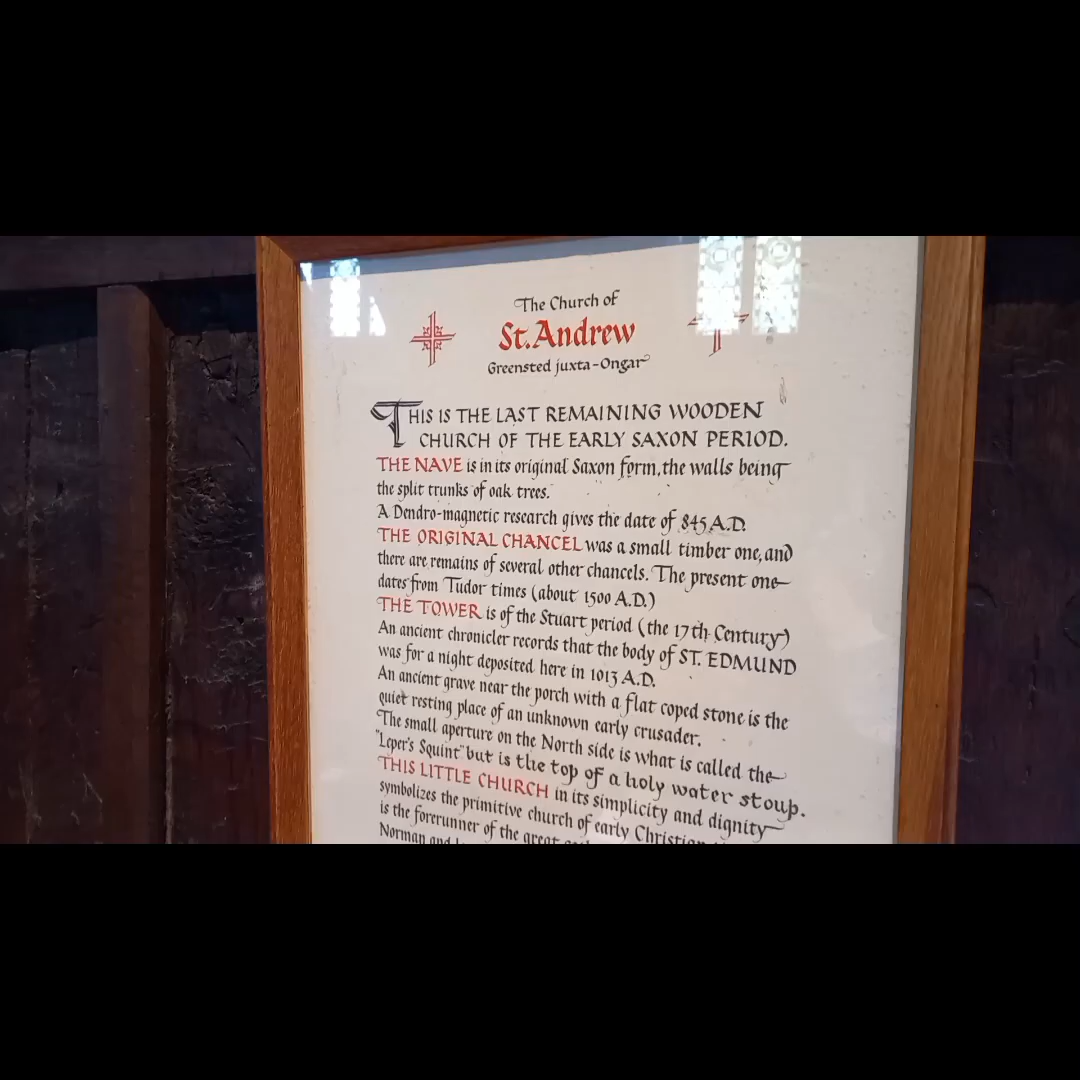 The Church of
St. Andrew
Greensted juxta-Ongar
THIS IS THE LAST REMAINING WOODEN
CHURCH OF THE EARLY SAXON PERIOD.
THE NAVE is in its original Saxon form, the walls being
the split trunks of oak trees.
A Dendro-magnetic research gives the date of 845 A.D.
THE ORIGINAL CHANCEL was a small timber one, and
there are remains of several other chancels. The present one
dates from Tudor times (about 1500 A.D.)
THE TOWER is of the Stuart period (the 17th Century)
An ancient chronicler records that the body of ST. EDMUND
was for a night deposited here in 1013 A.D.
An ancient grave near the porch with a flat coped stone is the
quiet resting place of an unknown early crusader.
The small aperture on the North side is what is called the
"Leper's Squint" but is the top of a holy water stoup.
THIS LITTLE CHURCH in its simplicity and dignity
symbolizes the primitive church of early Christian
is the forerunner of the great
Norman and